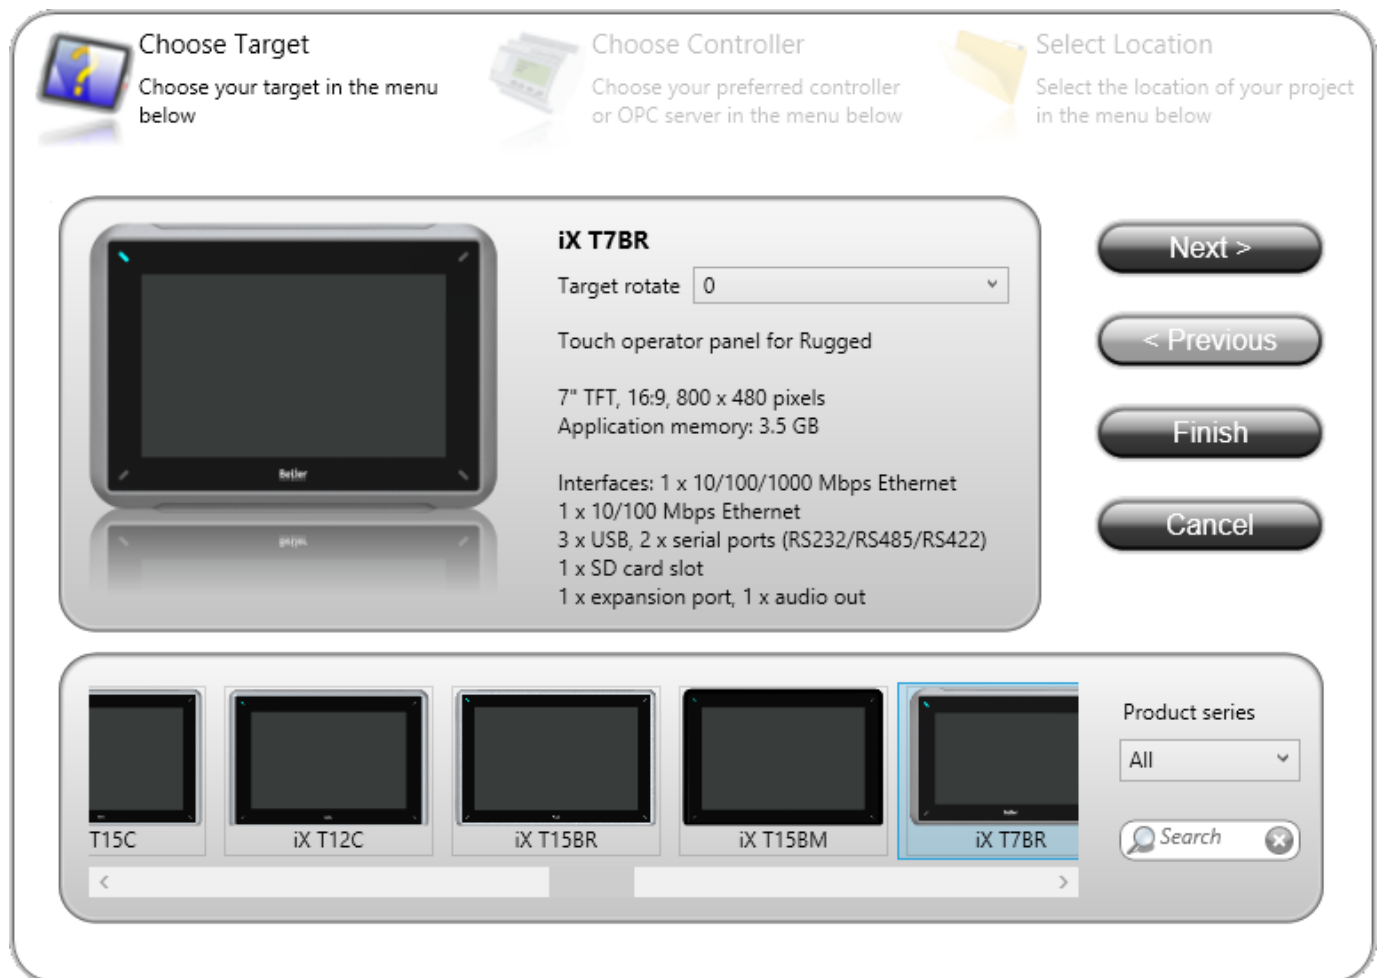 Choose Target
Choose your target in the menu
below
Choose Controller
Choose your preferred controller
or OPC server in the menu below
Select Location
Select the location of your project
in the menu below
iX T7BR
Target rotate 0
Touch operator panel for Rugged
7" TFT, 16:9, 800 x 480 pixels
Application memory: 3.5 GB
Interfaces: 1 x 10/100/1000 Mbps Ethernet
1 x 10/100 Mbps Ethernet
3 x USB, 2 x serial ports (RS232/RS485/RS422)
1 x SD card slot
1 x expansion port, 1 x audio out
Beijer
Next >
< Previous
Finish
Cancel
T15C
iX T12C
iX T15BR
iX T15BM
iX T7BR
Product series
All
Search